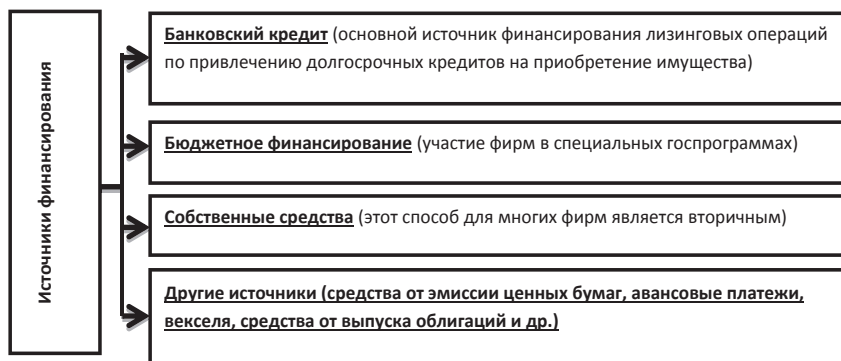 Источники финансирования
Банковский кредит (основной источник финансирования лизинговых операций
по привлечению долгосрочных кредитов на приобретение имущества)
Бюджетное финансирование (участие фирм в специальных госпрограммах)
Собственные средства (этот способ для многих фирм является вторичным)
Другие источники (средства от эмиссии ценных бумаг, авансовые платежи,
векселя, средства от выпуска облигаций и др.)